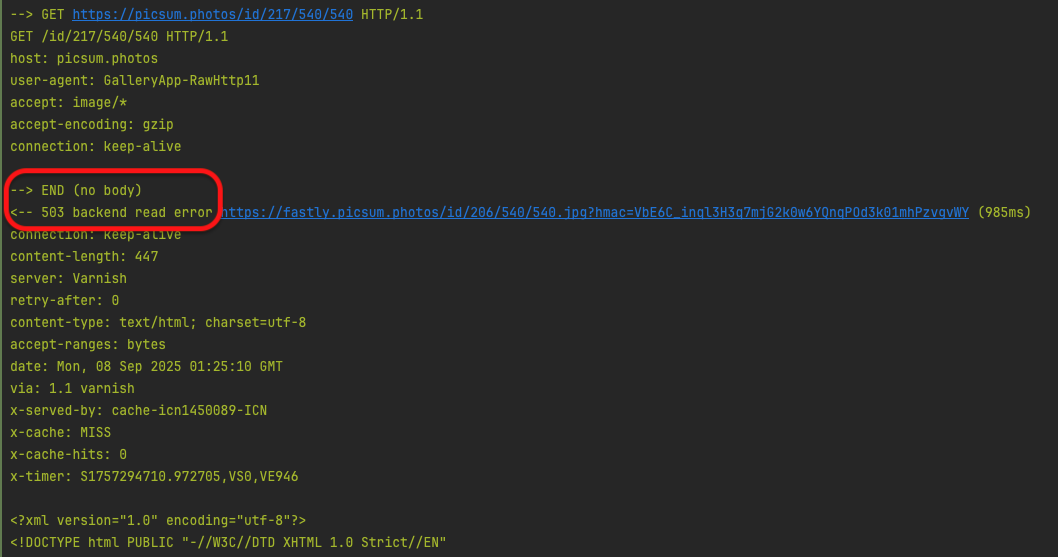 --> GET https://picsum.photos/id/217/540/540 HTTP/1.1
GET /id/217/540/540 HTTP/1.1
host: picsum.photos
user-agent: GalleryApp-RawHttp11
accept: image/*
accept-encoding: gzip
connection: keep-alive
--> END (no body)
<-- 503 backend read error https://fastly.picsum.photos/id/206/540/540.jpg?hmac=VbE6C_inql3H3q7mjG2k0w6YQnqPOd3k01mhPzvqvWY (985ms)
connection: keep-alive
content-length: 447
server: Varnish
retry-after: 0
content-type: text/html; charset=utf-8
accept-ranges: bytes
date: Mon, 08 Sep 2025 01:25:10 GMT
via: 1.1 varnish
x-served-by: cache-icn1450089-ICN
x-cache: MISS
x-cache-hits: 0
x-timer: S1757294710.972705,VS0,VE946
<?xml version="1.0" encoding="utf-8"?>
<!DOCTYPE html PUBLIC "-//W3C//DTD XHTML 1.0 Strict//EN"